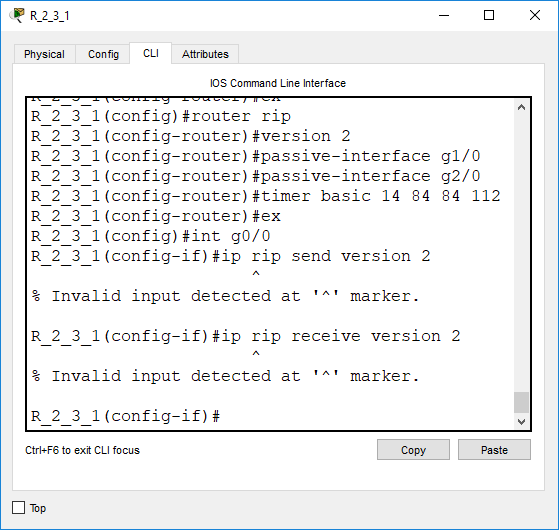 R_2_3_1
Physical Config CLI Attributes
IOS Command Line Interface
R_2_3_1(config-router)#ex
R_2_3_1(config)#router rip
R_2_3_1(config-router)#version 2
R_2_3_1(config-router)#passive-interface g1/0
R_2_3_1(config-router)#passive-interface g2/0
R_2_3_1(config-router)#timer basic 14 84 84 112
R_2_3_1(config-router)#ex
R_2_3_1(config)#int g0/0
R_2_3_1(config-if)#ip rip send version 2
^
% Invalid input detected at '^' marker.
R_2_3_1(config-if)#ip rip receive version 2
^
% Invalid input detected at '^' marker.
R_2_3_1(config-if)#
Ctrl+F6 to exit CLI focus Copy Paste
Top